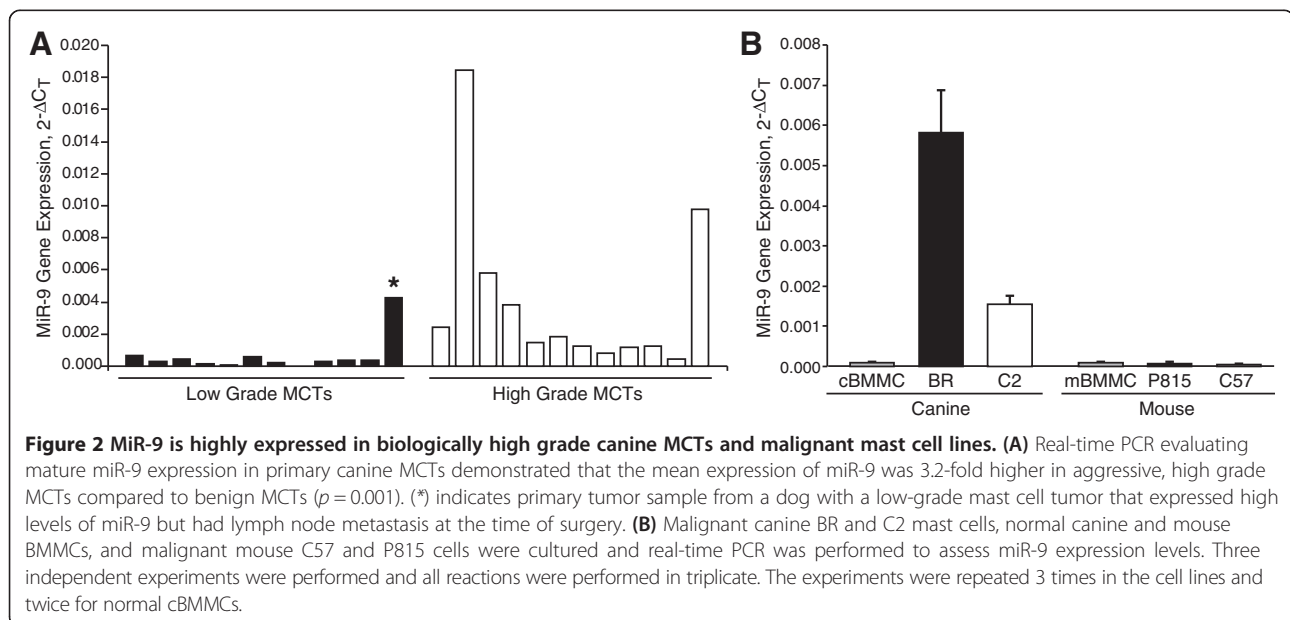 A
MiR-9 Gene Expression, 2-ΔCT
0.020
0.018
0.016
0.014
0.012
0.010
0.008
0.006
0.004
0.002
0.000
*
Low Grade MCTs
High Grade MCTs
B
MiR-9 Gene Expression, 2-ΔCT
0.008
0.007
0.006
0.005
0.004
0.003
0.002
0.001
0.000
cBMMC BR C2 mBMMC P815 C57
Canine Mouse
Figure 2 MiR-9 is highly expressed in biologically high grade canine MCTs and malignant mast cell lines. (A) Real-time PCR evaluating
mature miR-9 expression in primary canine MCTs demonstrated that the mean expression of miR-9 was 3.2-fold higher in aggressive, high grade
MCTs compared to benign MCTs (p = 0.001). (*) indicates primary tumor sample from a dog with a low-grade mast cell tumor that expressed high
levels of miR-9 but had lymph node metastasis at the time of surgery. (B) Malignant canine BR and C2 mast cells, normal canine and mouse
BMMCs, and malignant mouse C57 and P815 cells were cultured and real-time PCR was performed to assess miR-9 expression levels. Three
independent experiments were performed and all reactions were performed in triplicate. The experiments were repeated 3 times in the cell lines and
twice for normal cBMMCs.